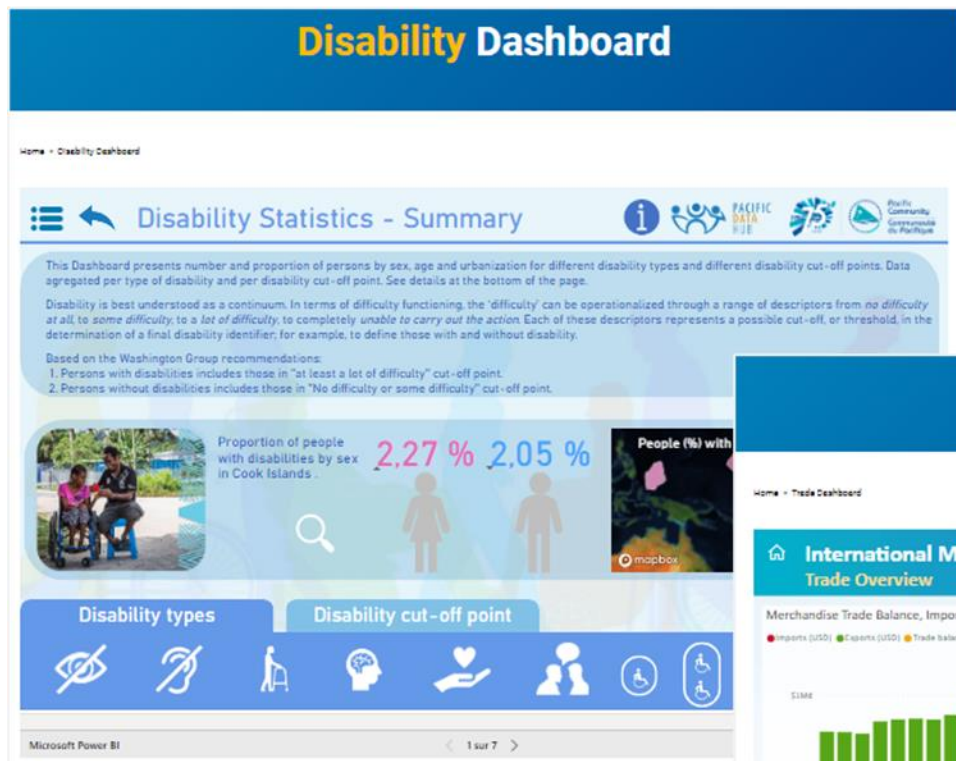 Disability Dashboard
Home • Disability Dashboard
Disability Statistics - Summary
i
PACIFIC
DATA
HUB
Pacific
Community
Communauté
du Pacifique
This Dashboard presents number and proportion of persons by sex, age and urbanization for different disability types and different disability cut-off points. Data
agregated per type of disability and per disability cut-off point. See details at the bottom of the page.
Disability is best understood as a continuum. In terms of difficulty functioning, the 'difficulty' can be operationalized through a range of descriptors from no difficulty
at all, to some difficulty, to a lot of difficulty, to completely unable to carry out the action. Each of these descriptors represents a possible cut-off, or threshold, in the
determination of a final disability identifier; for example, to define those with and without disability.
Based on the Washington Group recommendations:
1. Persons with disabilities includes those in "at least a lot of difficulty" cut-off point.
2. Persons without disabilities includes those in "No difficulty or some difficulty" cut-off point.
Proportion of people
with disabilities by sex
in Cook Islands .
2,27 % 2,05 %
People (%) with
mapbox
Disability types
Disability cut-off point
Microsoft Power BI
1 sur 7
Home • Trade Dashboard
International M
Trade Overview
Merchandise Trade Balance, Impor
Imports (USD) Exports (USD) Trade balan